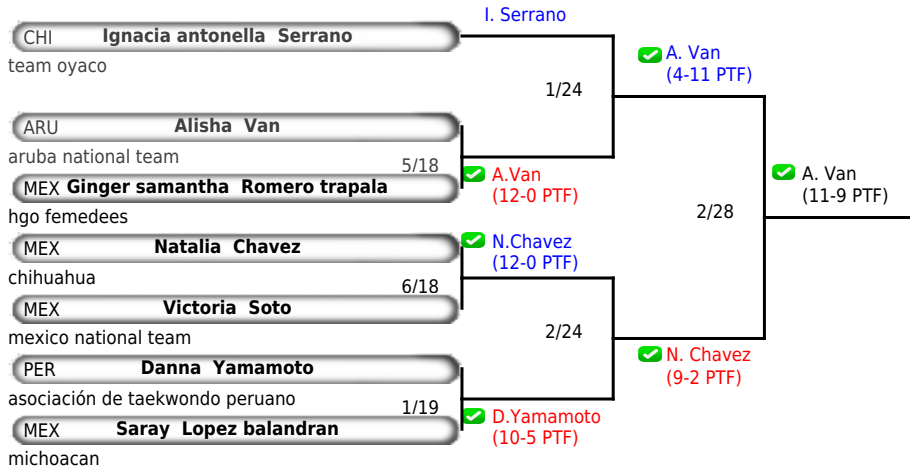 I. Serrano
CHI Ignacia antonella Serrano
team oyaco
A. Van
(4-11 PTF)
1/24
ARU Alisha Van
aruba national team
5/18
A.Van
(12-0 PTF)
MEX Ginger samantha Romero trapala
hgo femedees
A. Van
(11-9 PTF)
2/28
MEX Natalia Chavez
chihuahua
N.Chavez
(12-0 PTF)
6/18
MEX Victoria Soto
mexico national team
2/24
N. Chavez
(9-2 PTF)
PER Danna Yamamoto
asociación de taekwondo peruano
1/19
D.Yamamoto
(10-5 PTF)
MEX Saray Lopez balandran
michoacan